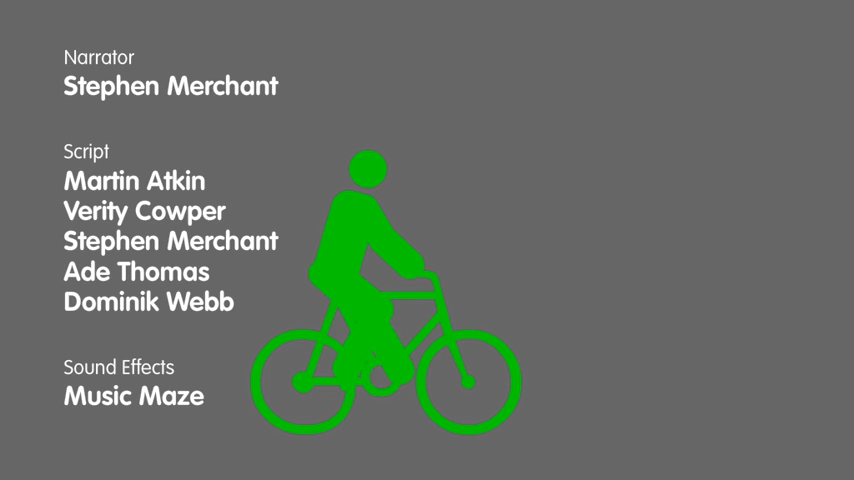 Narrator
Stephen Merchant
Script
Martin Atkin
Verity Cowper
Stephen Merchant
Ade Thomas
Dominik Webb
Sound Effects
Music Maze